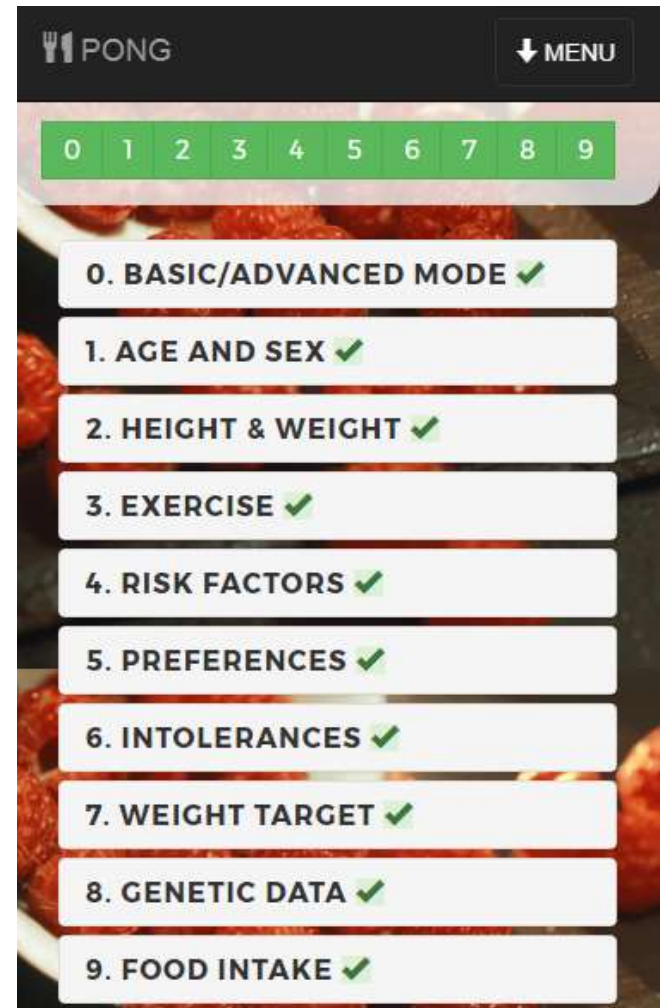 PONG
MENU
0 1 2 3 4 5 6 7 8 9
0. BASIC/ADVANCED MODE
1. AGE AND SEX
2. HEIGHT & WEIGHT
3. EXERCISE
4. RISK FACTORS
5. PREFERENCES
6. INTOLERANCES
7. WEIGHT TARGET
8. GENETIC DATA
9. FOOD INTAKE